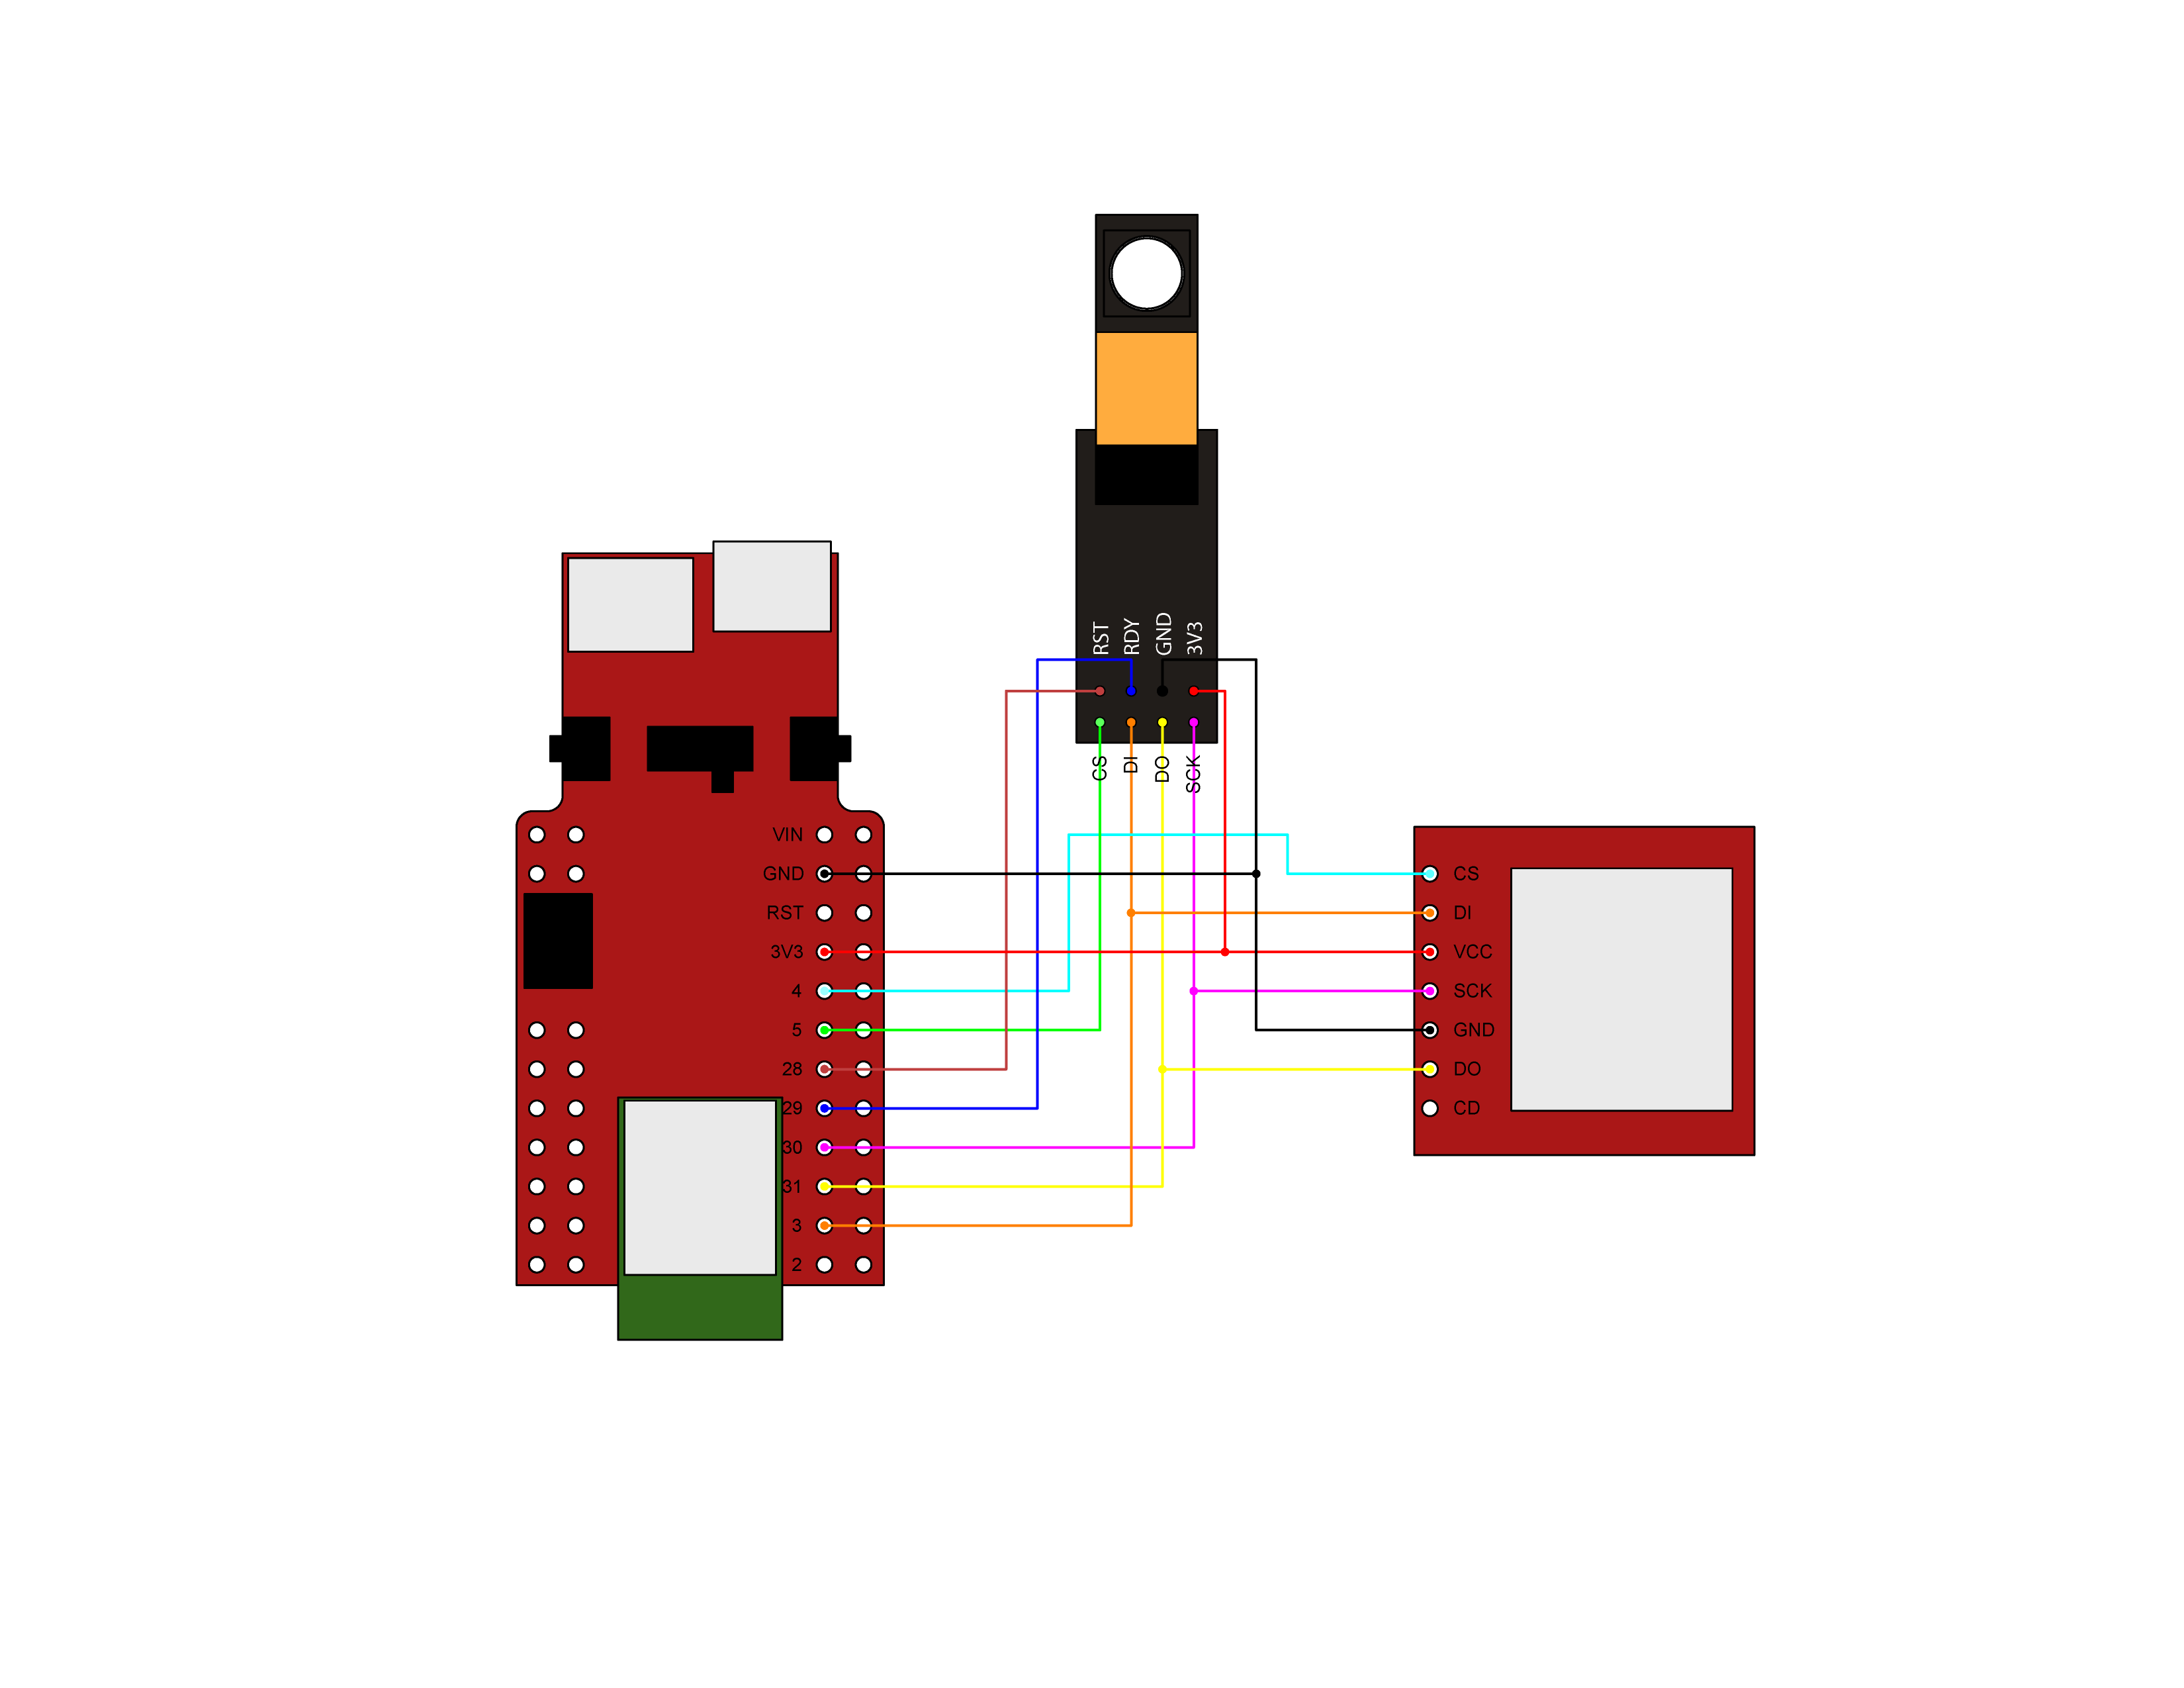 RST
RDY
GND
3V3
CS
DI
DO
SCK
VIN
GND
RST
3V3
4
5
28
29
30
31
3
2
CS
DI
VCC
SCK
GND
DO
CD